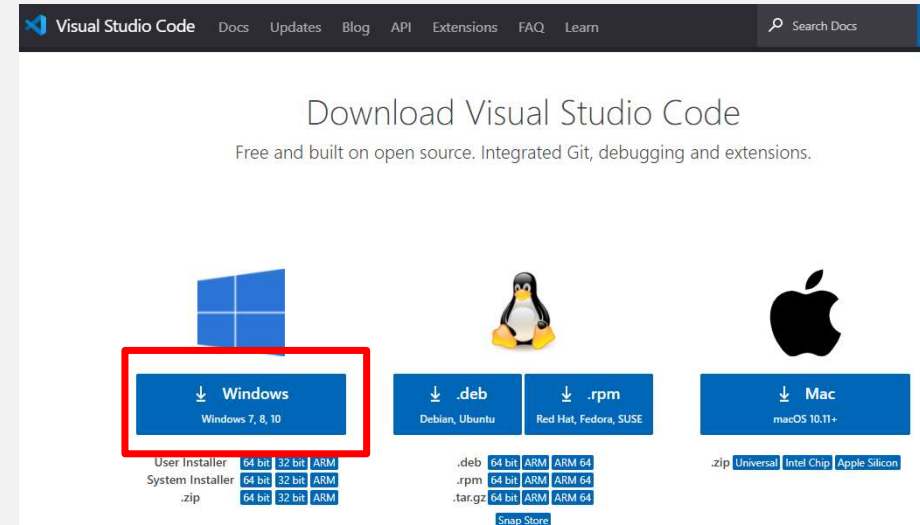 Visual Studio Code Docs Updates Blog API Extensions FAQ Learn Search Docs
Download Visual Studio Code
Free and built on open source. Integrated Git, debugging and extensions.
Windows
Windows 7, 8, 10
.deb
Debian, Ubuntu
.rpm
Red Hat, Fedora, SUSE
Mac
macOS 10.11+
User Installer 64 bit 32 bit ARM
System Installer 64 bit 32 bit ARM
.zip 64 bit 32 bit ARM
.deb 64 bit ARM ARM 64
.rpm 64 bit ARM ARM 64
.tar.gz 64 bit ARM ARM 64
Snap Store
.zip Universal Intel Chip Apple Silicon